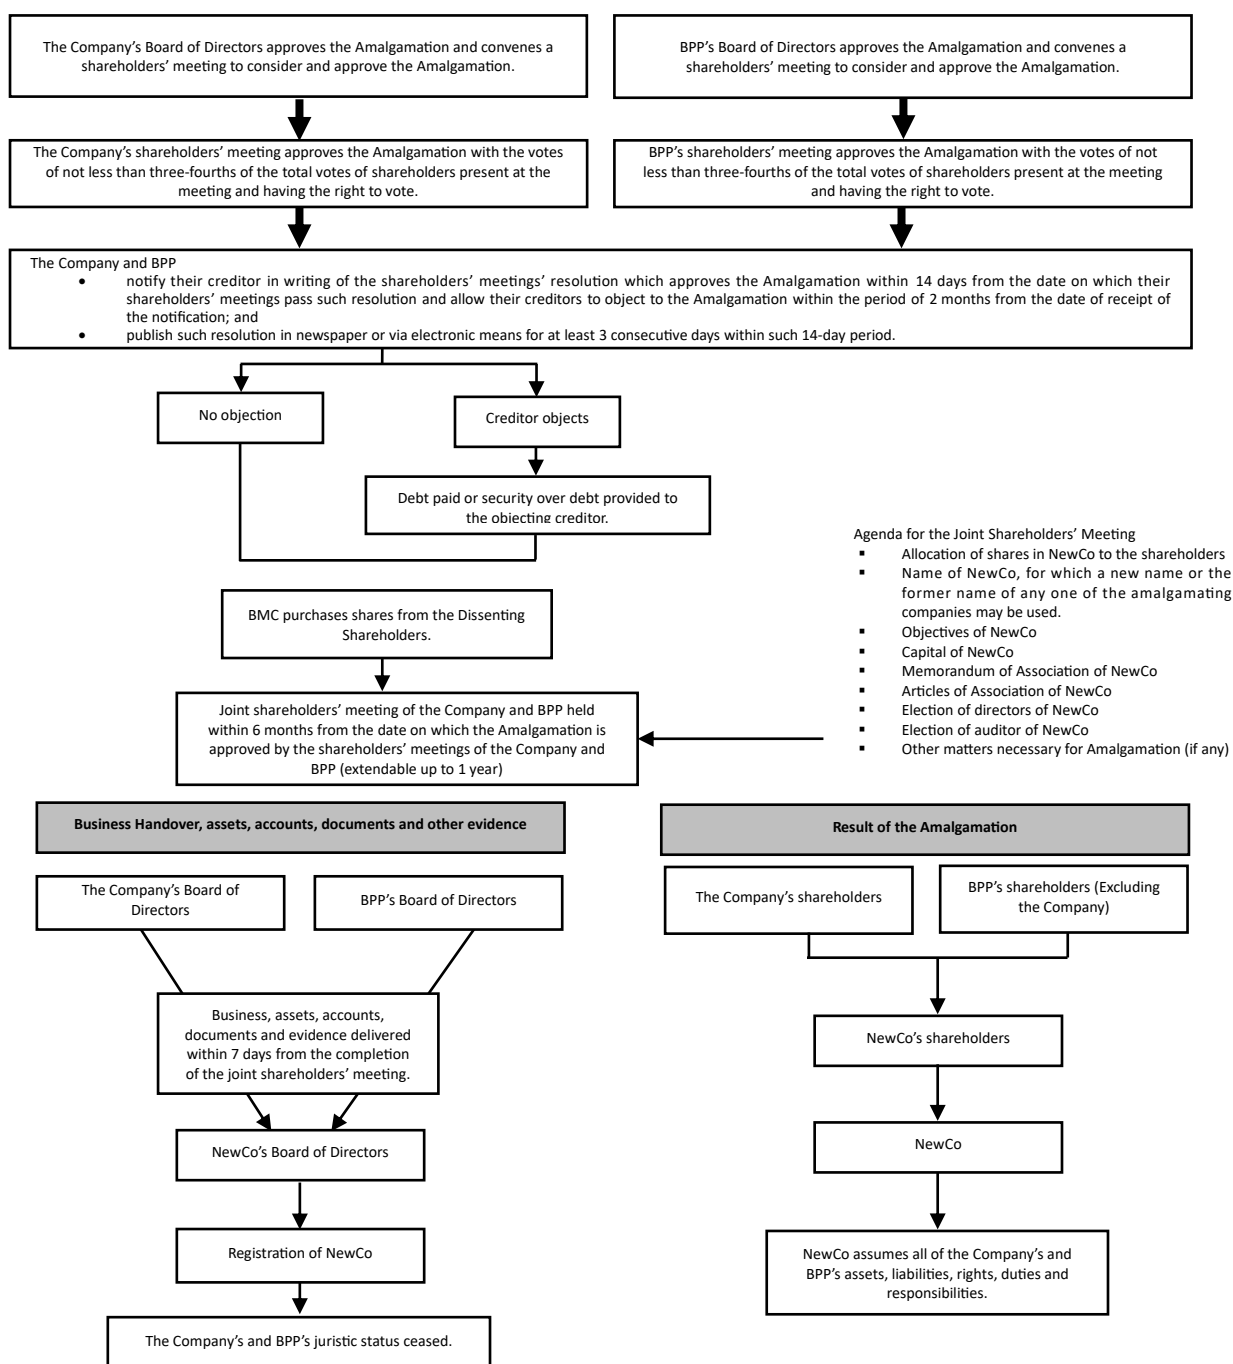 The Company’s Board of Directors approves the Amalgamation and convenes a
shareholders’ meeting to consider and approve the Amalgamation.
BPP’s Board of Directors approves the Amalgamation and convenes a
shareholders’ meeting to consider and approve the Amalgamation.
The Company’s shareholders’ meeting approves the Amalgamation with the votes
of not less than three-fourths of the total votes of shareholders present at the
meeting and having the right to vote.
BPP’s shareholders’ meeting approves the Amalgamation with the votes of not
less than three-fourths of the total votes of shareholders present at the meeting
and having the right to vote.
The Company and BPP
• notify their creditor in writing of the shareholders’ meetings’ resolution which approves the Amalgamation within 14 days from the date on which their
shareholders’ meetings pass such resolution and allow their creditors to object to the Amalgamation within the period of 2 months from the date of receipt of
the notification; and
• publish such resolution in newspaper or via electronic means for at least 3 consecutive days within such 14-day period.
No objection
Creditor objects
Debt paid or security over debt provided to
the objecting creditor.
Agenda for the Joint Shareholders’ Meeting
▪ Allocation of shares in NewCo to the shareholders
▪ Name of NewCo, for which a new name or the
former name of any one of the amalgamating
companies may be used.
▪ Objectives of NewCo
▪ Capital of NewCo
▪ Memorandum of Association of NewCo
▪ Articles of Association of NewCo
▪ Election of directors of NewCo
▪ Election of auditor of NewCo
▪ Other matters necessary for Amalgamation (if any)
BMC purchases shares from the Dissenting
Shareholders.
Joint shareholders’ meeting of the Company and BPP held
within 6 months from the date on which the Amalgamation is
approved by the shareholders’ meetings of the Company and
BPP (extendable up to 1 year)
Business Handover, assets, accounts, documents and other evidence
The Company’s Board of
Directors
BPP’s Board of Directors
Business, assets, accounts,
documents and evidence delivered
within 7 days from the completion
of the joint shareholders’ meeting.
NewCo’s Board of Directors
Registration of NewCo
The Company’s and BPP’s juristic status ceased.
Result of the Amalgamation
The Company’s shareholders
BPP’s shareholders (Excluding
the Company)
NewCo’s shareholders
NewCo
NewCo assumes all of the Company’s and
BPP’s assets, liabilities, rights, duties and
responsibilities.